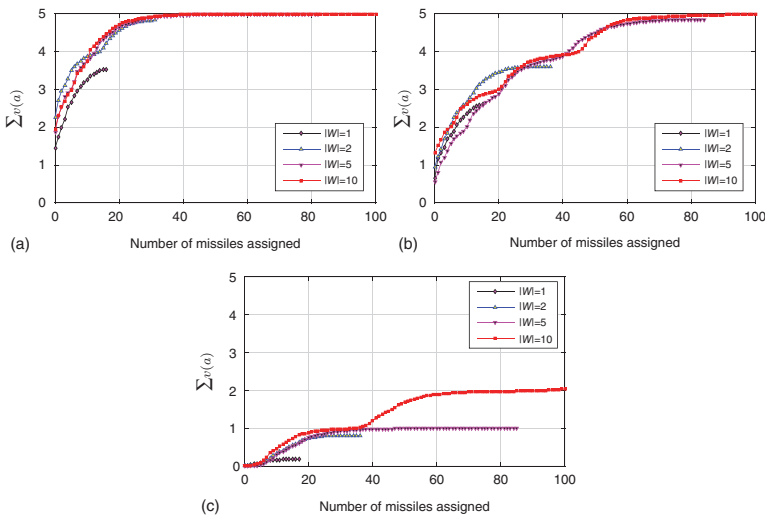 5
4
3
2
1
0
Σv(a)
|W|=1
|W|=2
|W|=5
|W|=10
0 20 40 60 80 100
(a) Number of missiles assigned
5
4
3
2
1
0
Σv(a)
|W|=1
|W|=2
|W|=5
|W|=10
0 20 40 60 80 100
(b) Number of missiles assigned
5
4
3
2
1
0
Σv(a)
|W|=1
|W|=2
|W|=5
|W|=10
0 20 40 60 80 100
(c) Number of missiles assigned